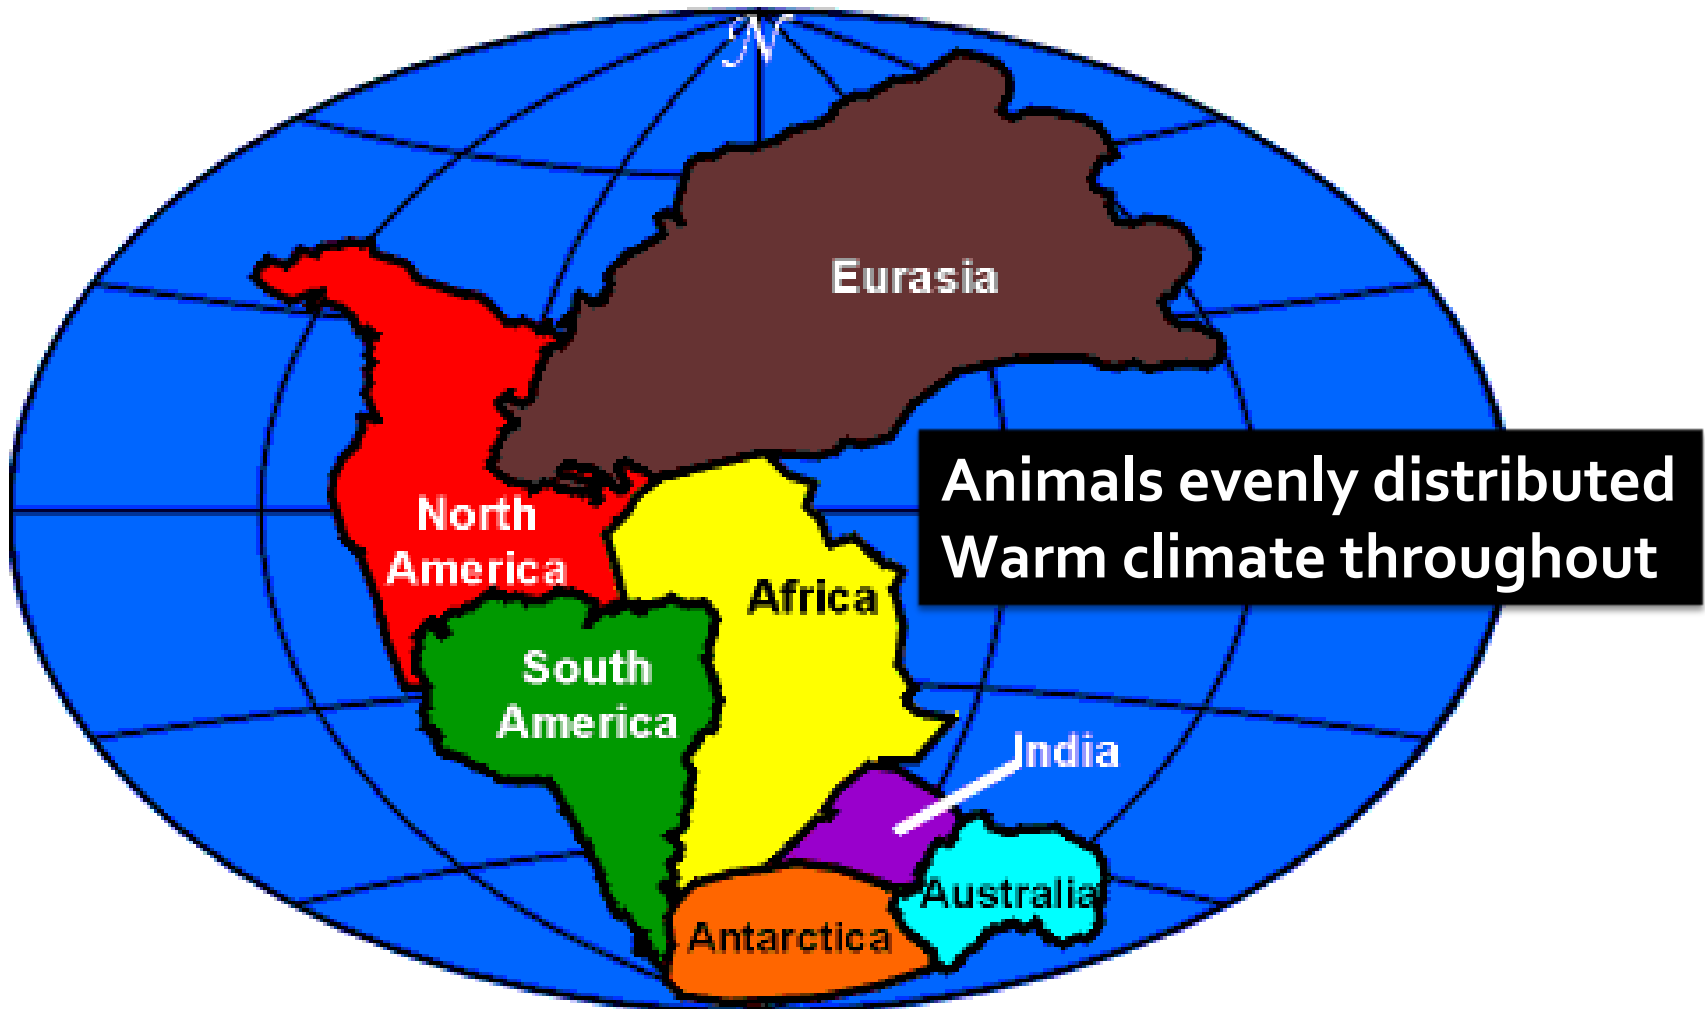 N
Eurasia
Animals evenly distributed
Warm climate throughout
North
America
Africa
South
America
India
Australia
Antarctica